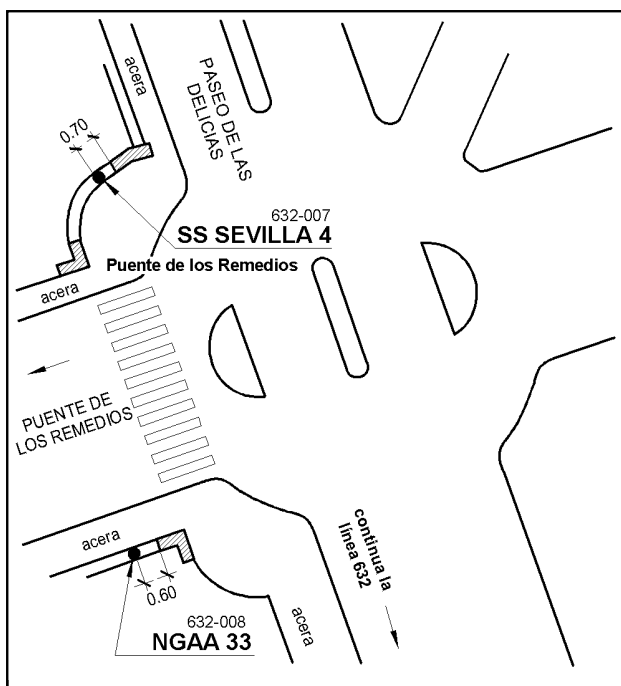 acera
PASEO DE LAS
DELICIAS
0.70
632-007
SS SEVILLA 4
Puente de los Remedios
acera
PUENTE DE
LOS REMEDIOS
continua la
línea 632
acera
0.60
632-008
NGAA 33
acera